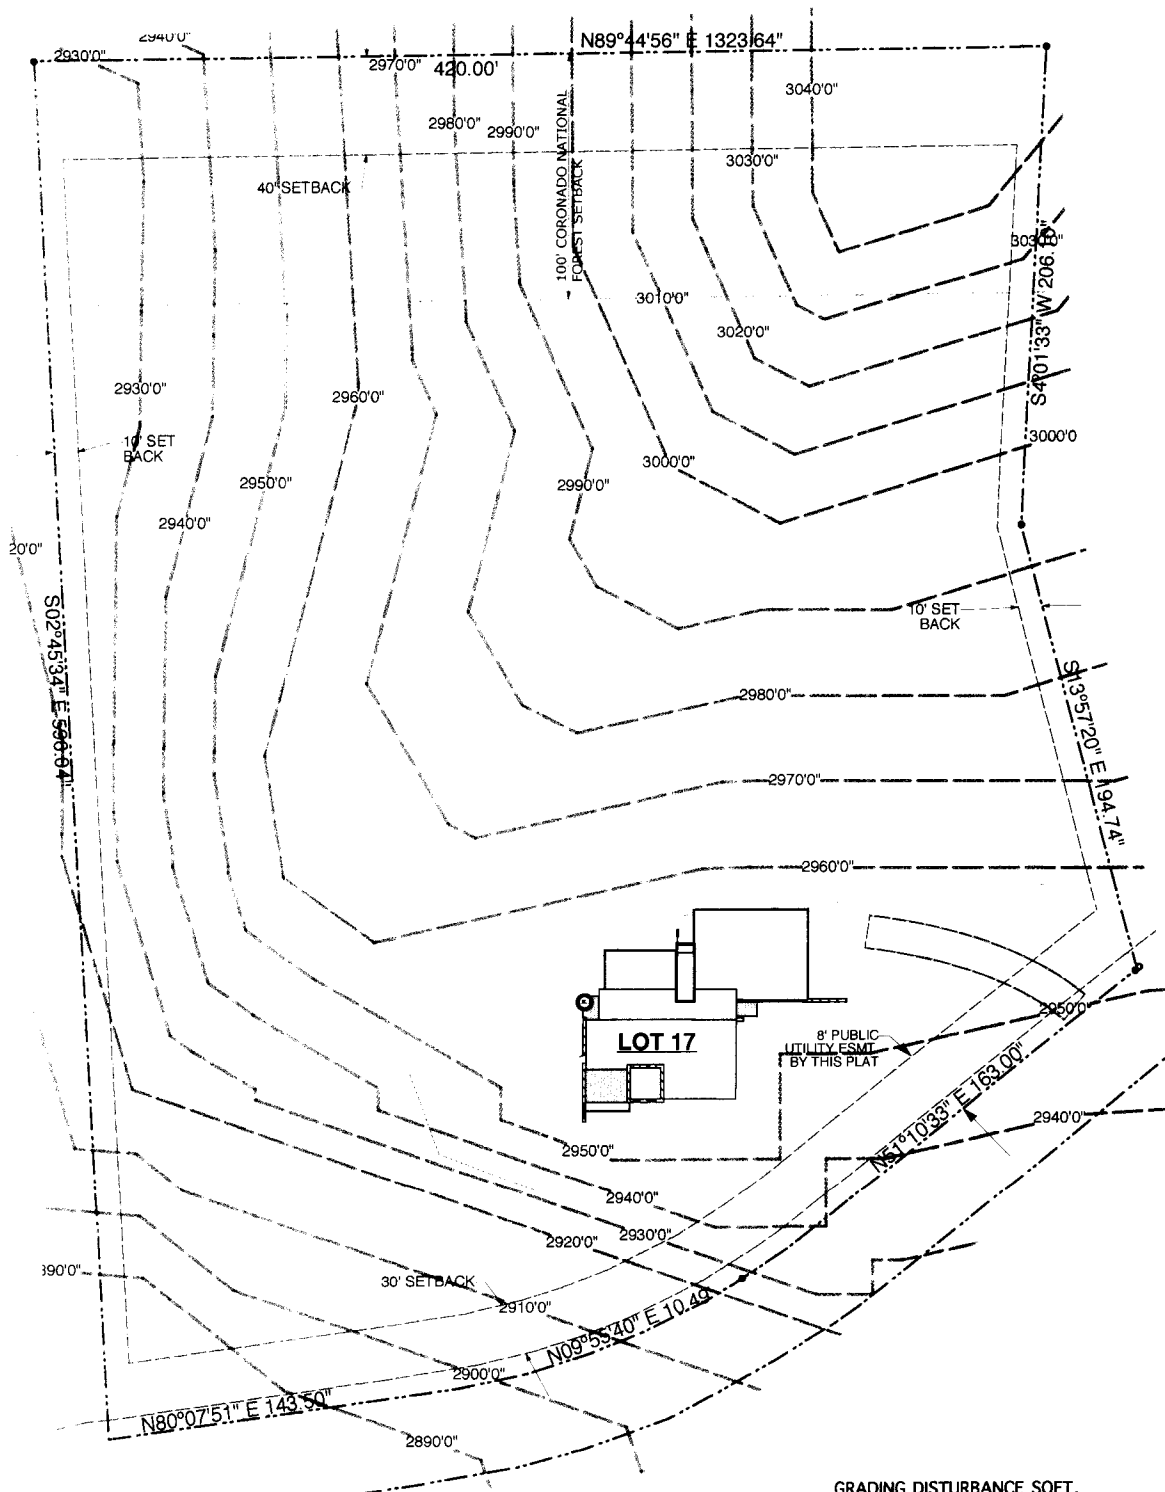 2940'0"
N89°44'56" E 1323.64"
2930'0"
2970'0"
420.00'
3040'0"
2980'0"
2990'0"
3030'0"
100' CORONADO NATIONAL
FOREST SETBACK
40' SETBACK
3030'0"
S4°01'33" W 206.16"
3010'0"
3020'0"
2930'0"
2960'0"
10' SET
BACK
3000'0"
3000'0
2950'0"
2990'0"
2940'0"
20'0"
S02°45'34" E 590.04"
10' SET
BACK
S13°57'20" E 194.74"
2980'0"
2970'0"
2960'0"
2950'0"
LOT 17
8' PUBLIC
UTILITY ESMT
BY THIS PLAT
N51°10'33" E 163.00"
2940'0"
2950'0"
2940'0"
2930'0"
2920'0"
390'0"
30' SETBACK
2910'0"
N09°53'40" E 10.49'
2900'0"
N80°07'51" E 143.50"
2890'0"
GRADING DISTURBANCE SQFT.